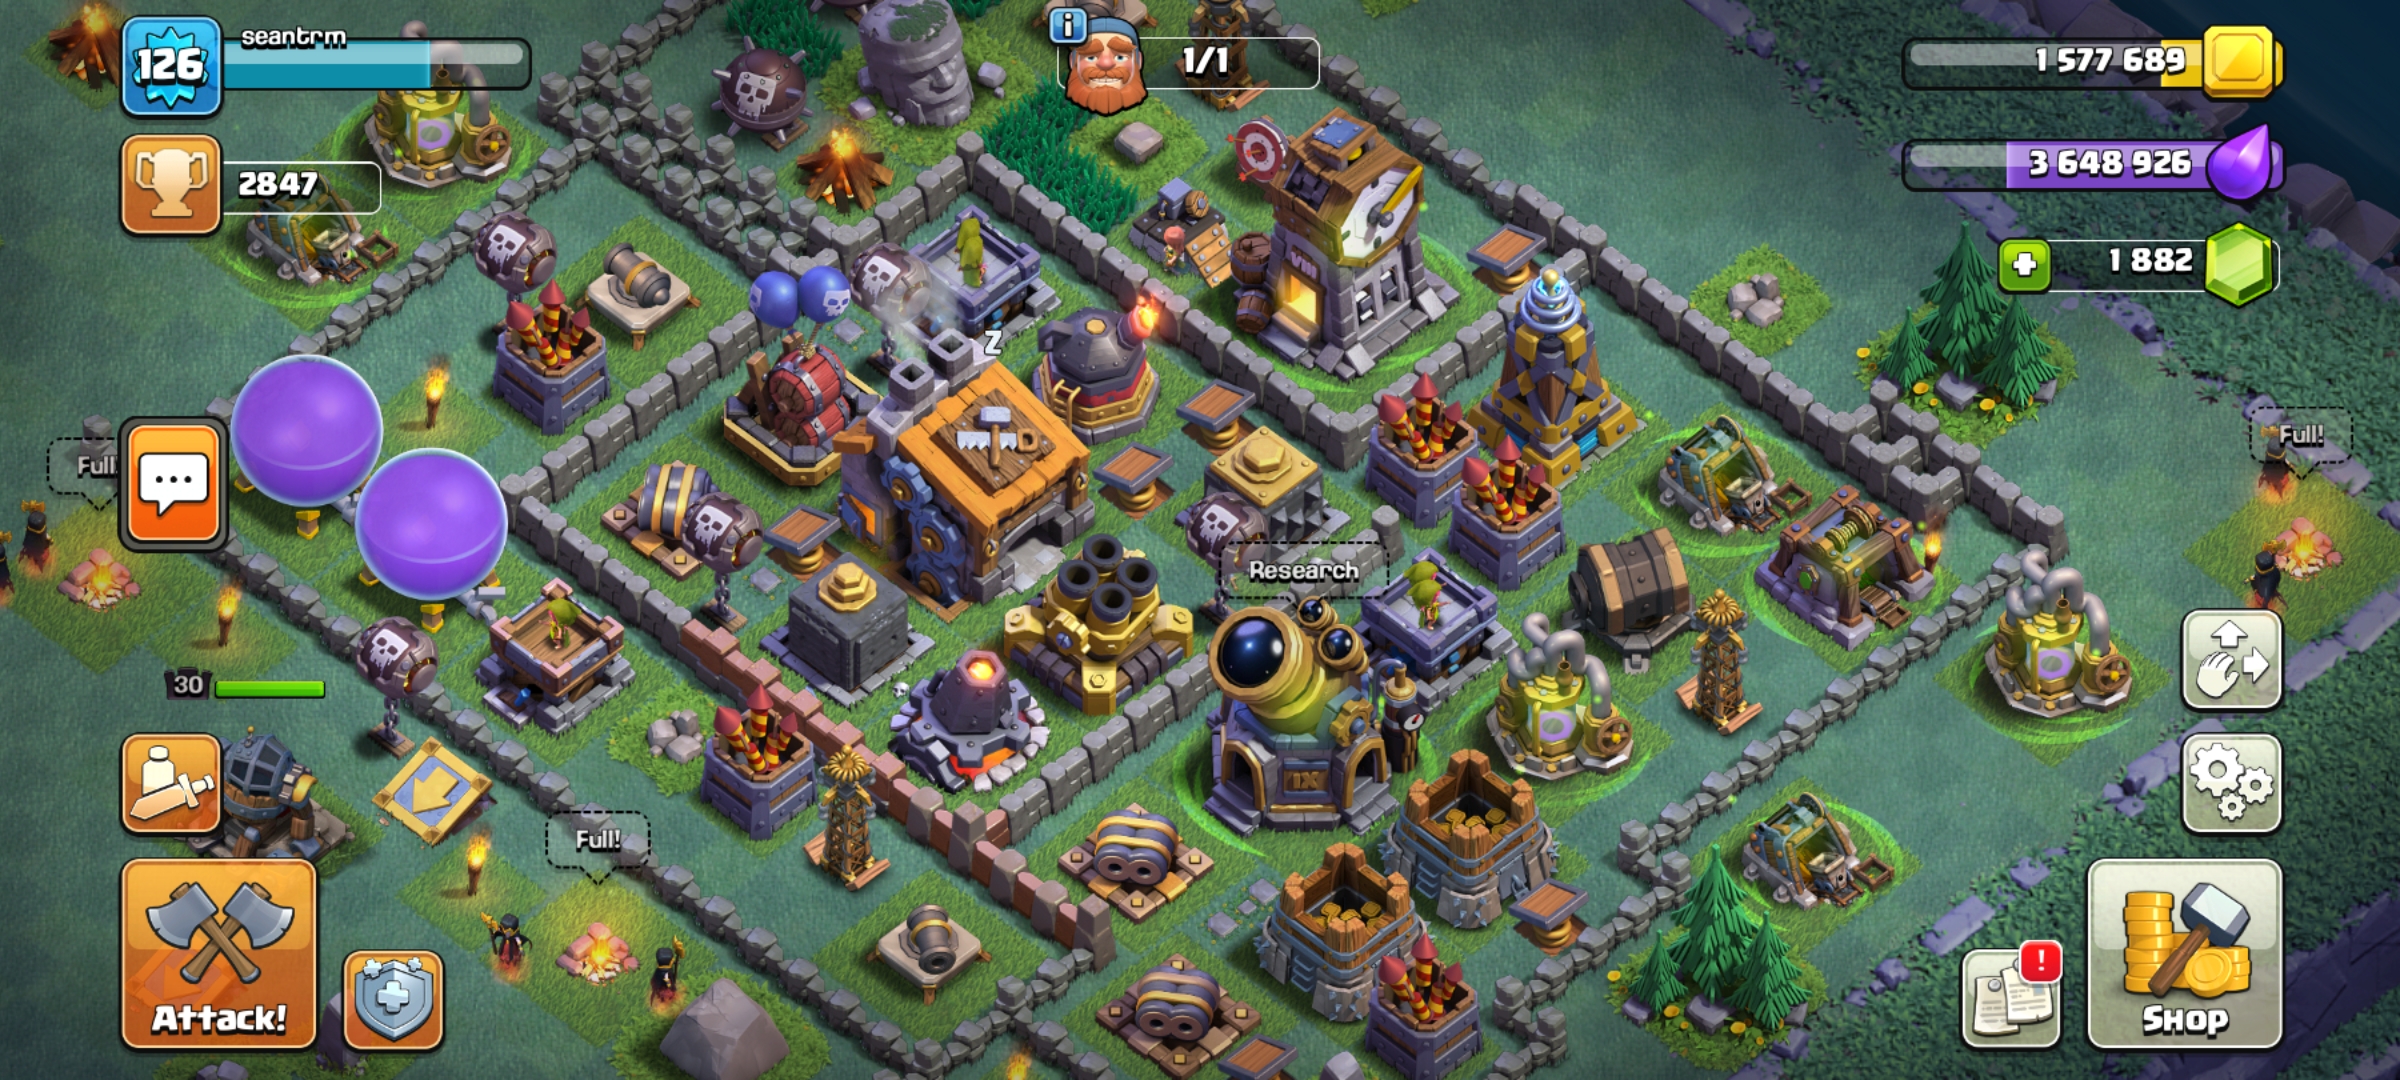 126
seantrm
1/1
1 577 689
2847
3 648 926
1 882
VIII
Z
Full!
Full
Research
30
IX
Full!
Attack!
!
Shop